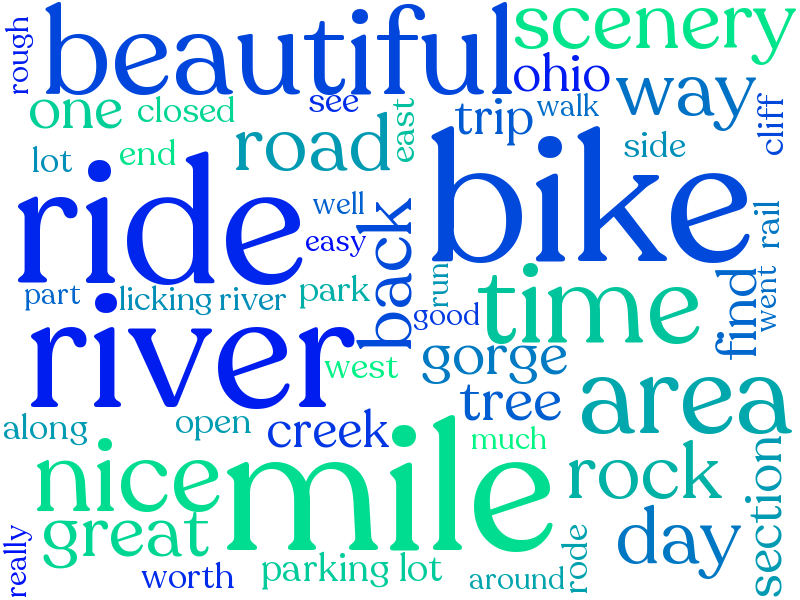 beautiful
scenery
rough
ohio
one
closed
see
east
trip
walk
way
cliff
lot
end
road
side
ride
well
back
bike
rail
easy
part
licking river
park
run
good
time
find
went
river
west
gorge
tree
area
along
open
creek
much
nice
mile
rock
section
great
day
really
worth
parking lot
around
rode